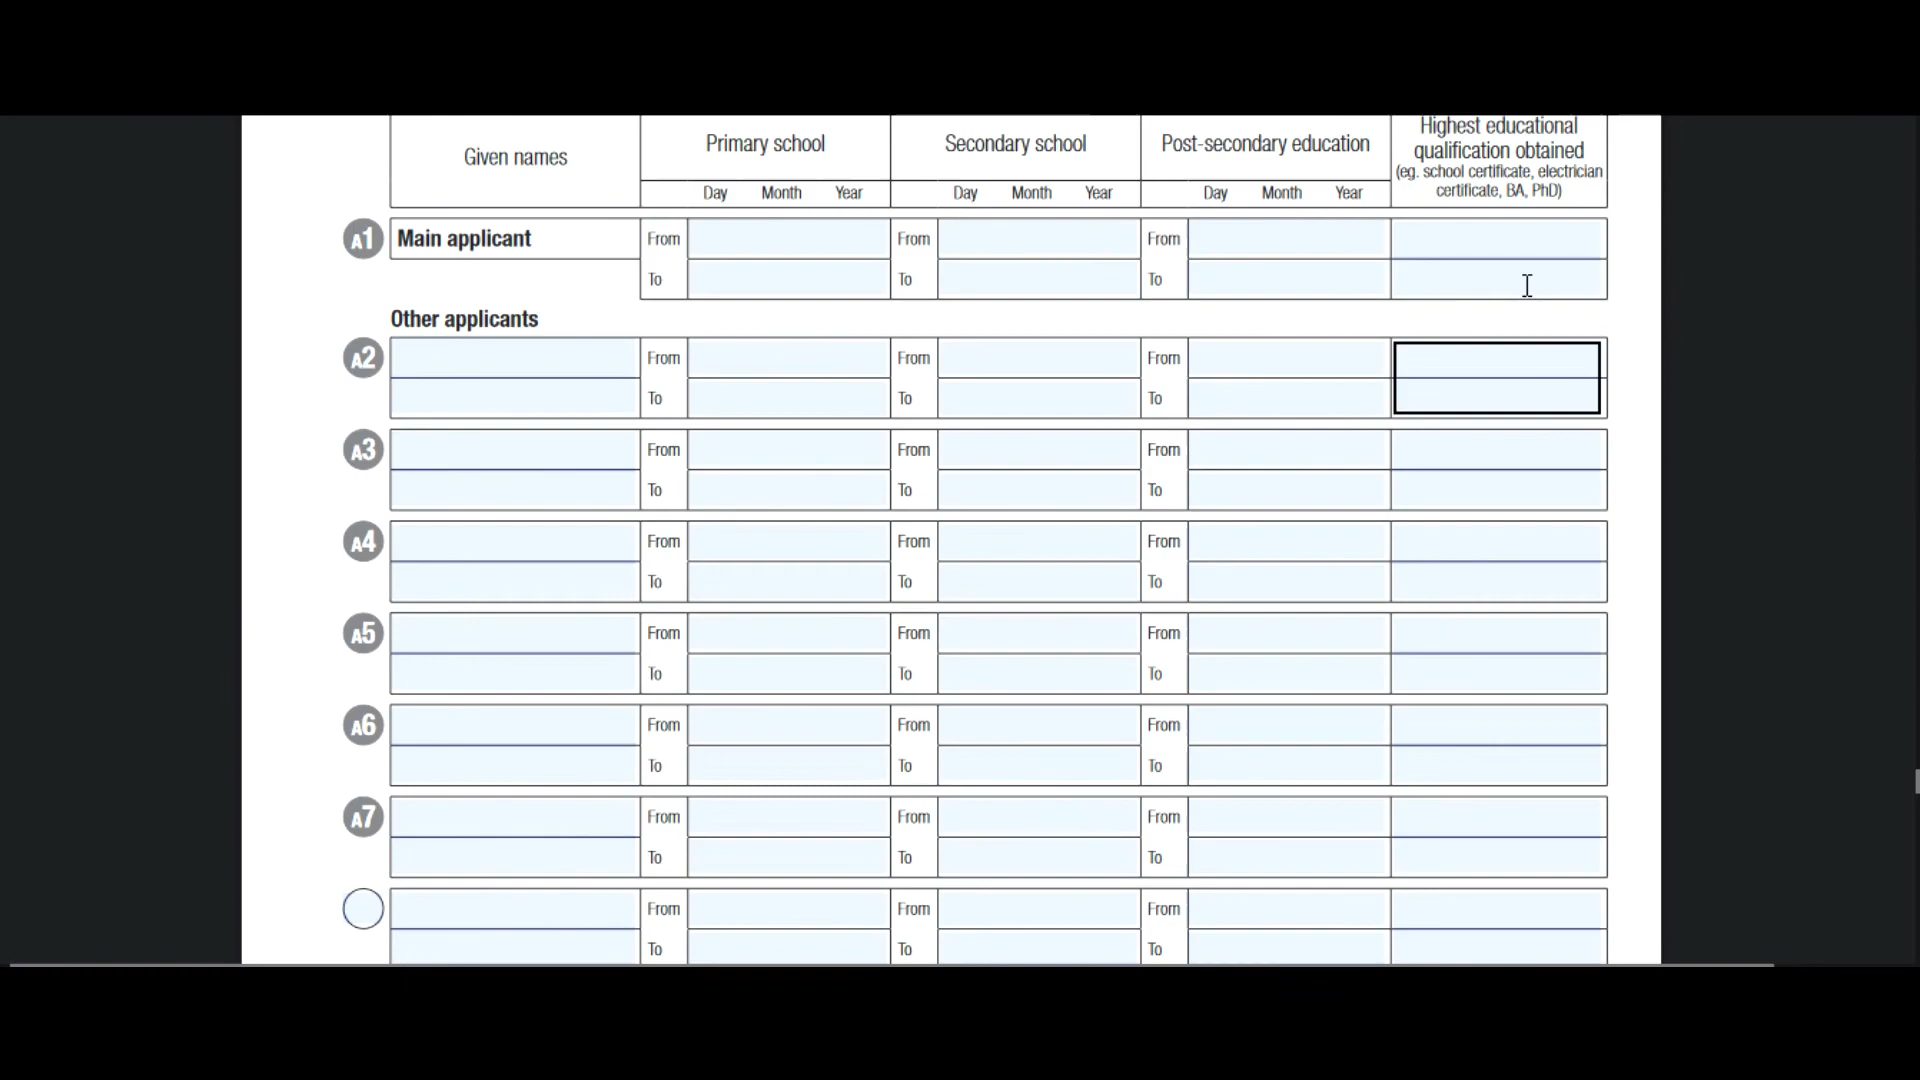 Given names
Primary school
Secondary school
Post-secondary education
Highest educational
qualification obtained
(eg. school certificate, electrician
certificate, BA, PhD)
Day Month Year
Day Month Year
Day Month Year
A1 Main applicant
From From From
To To To
Other applicants
A2 From From From
To To To
A3 From From From
To To To
A4 From From From
To To To
A5 From From From
To To To
A6 From From From
To To To
A7 From From From
To To To
From From From
To To To